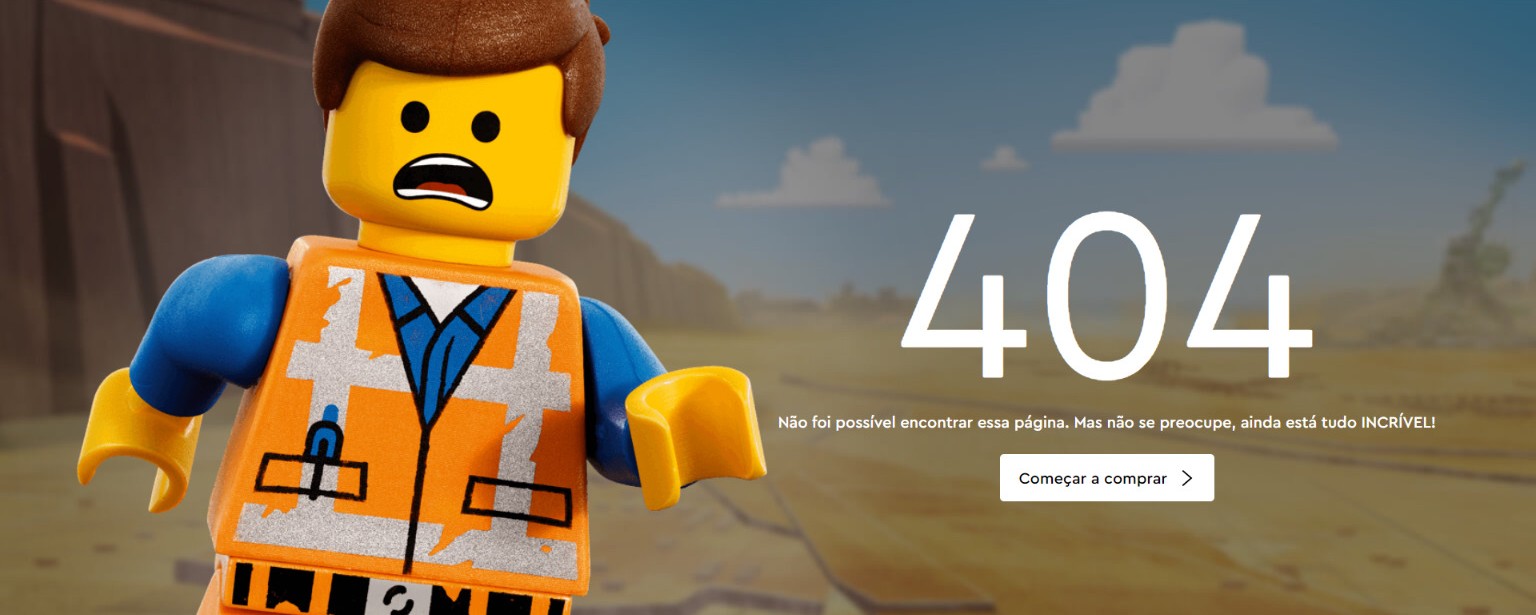 404
Não foi possível encontrar essa página. Mas não se preocupe, ainda está tudo INCRÍVEL!
Começar a comprar